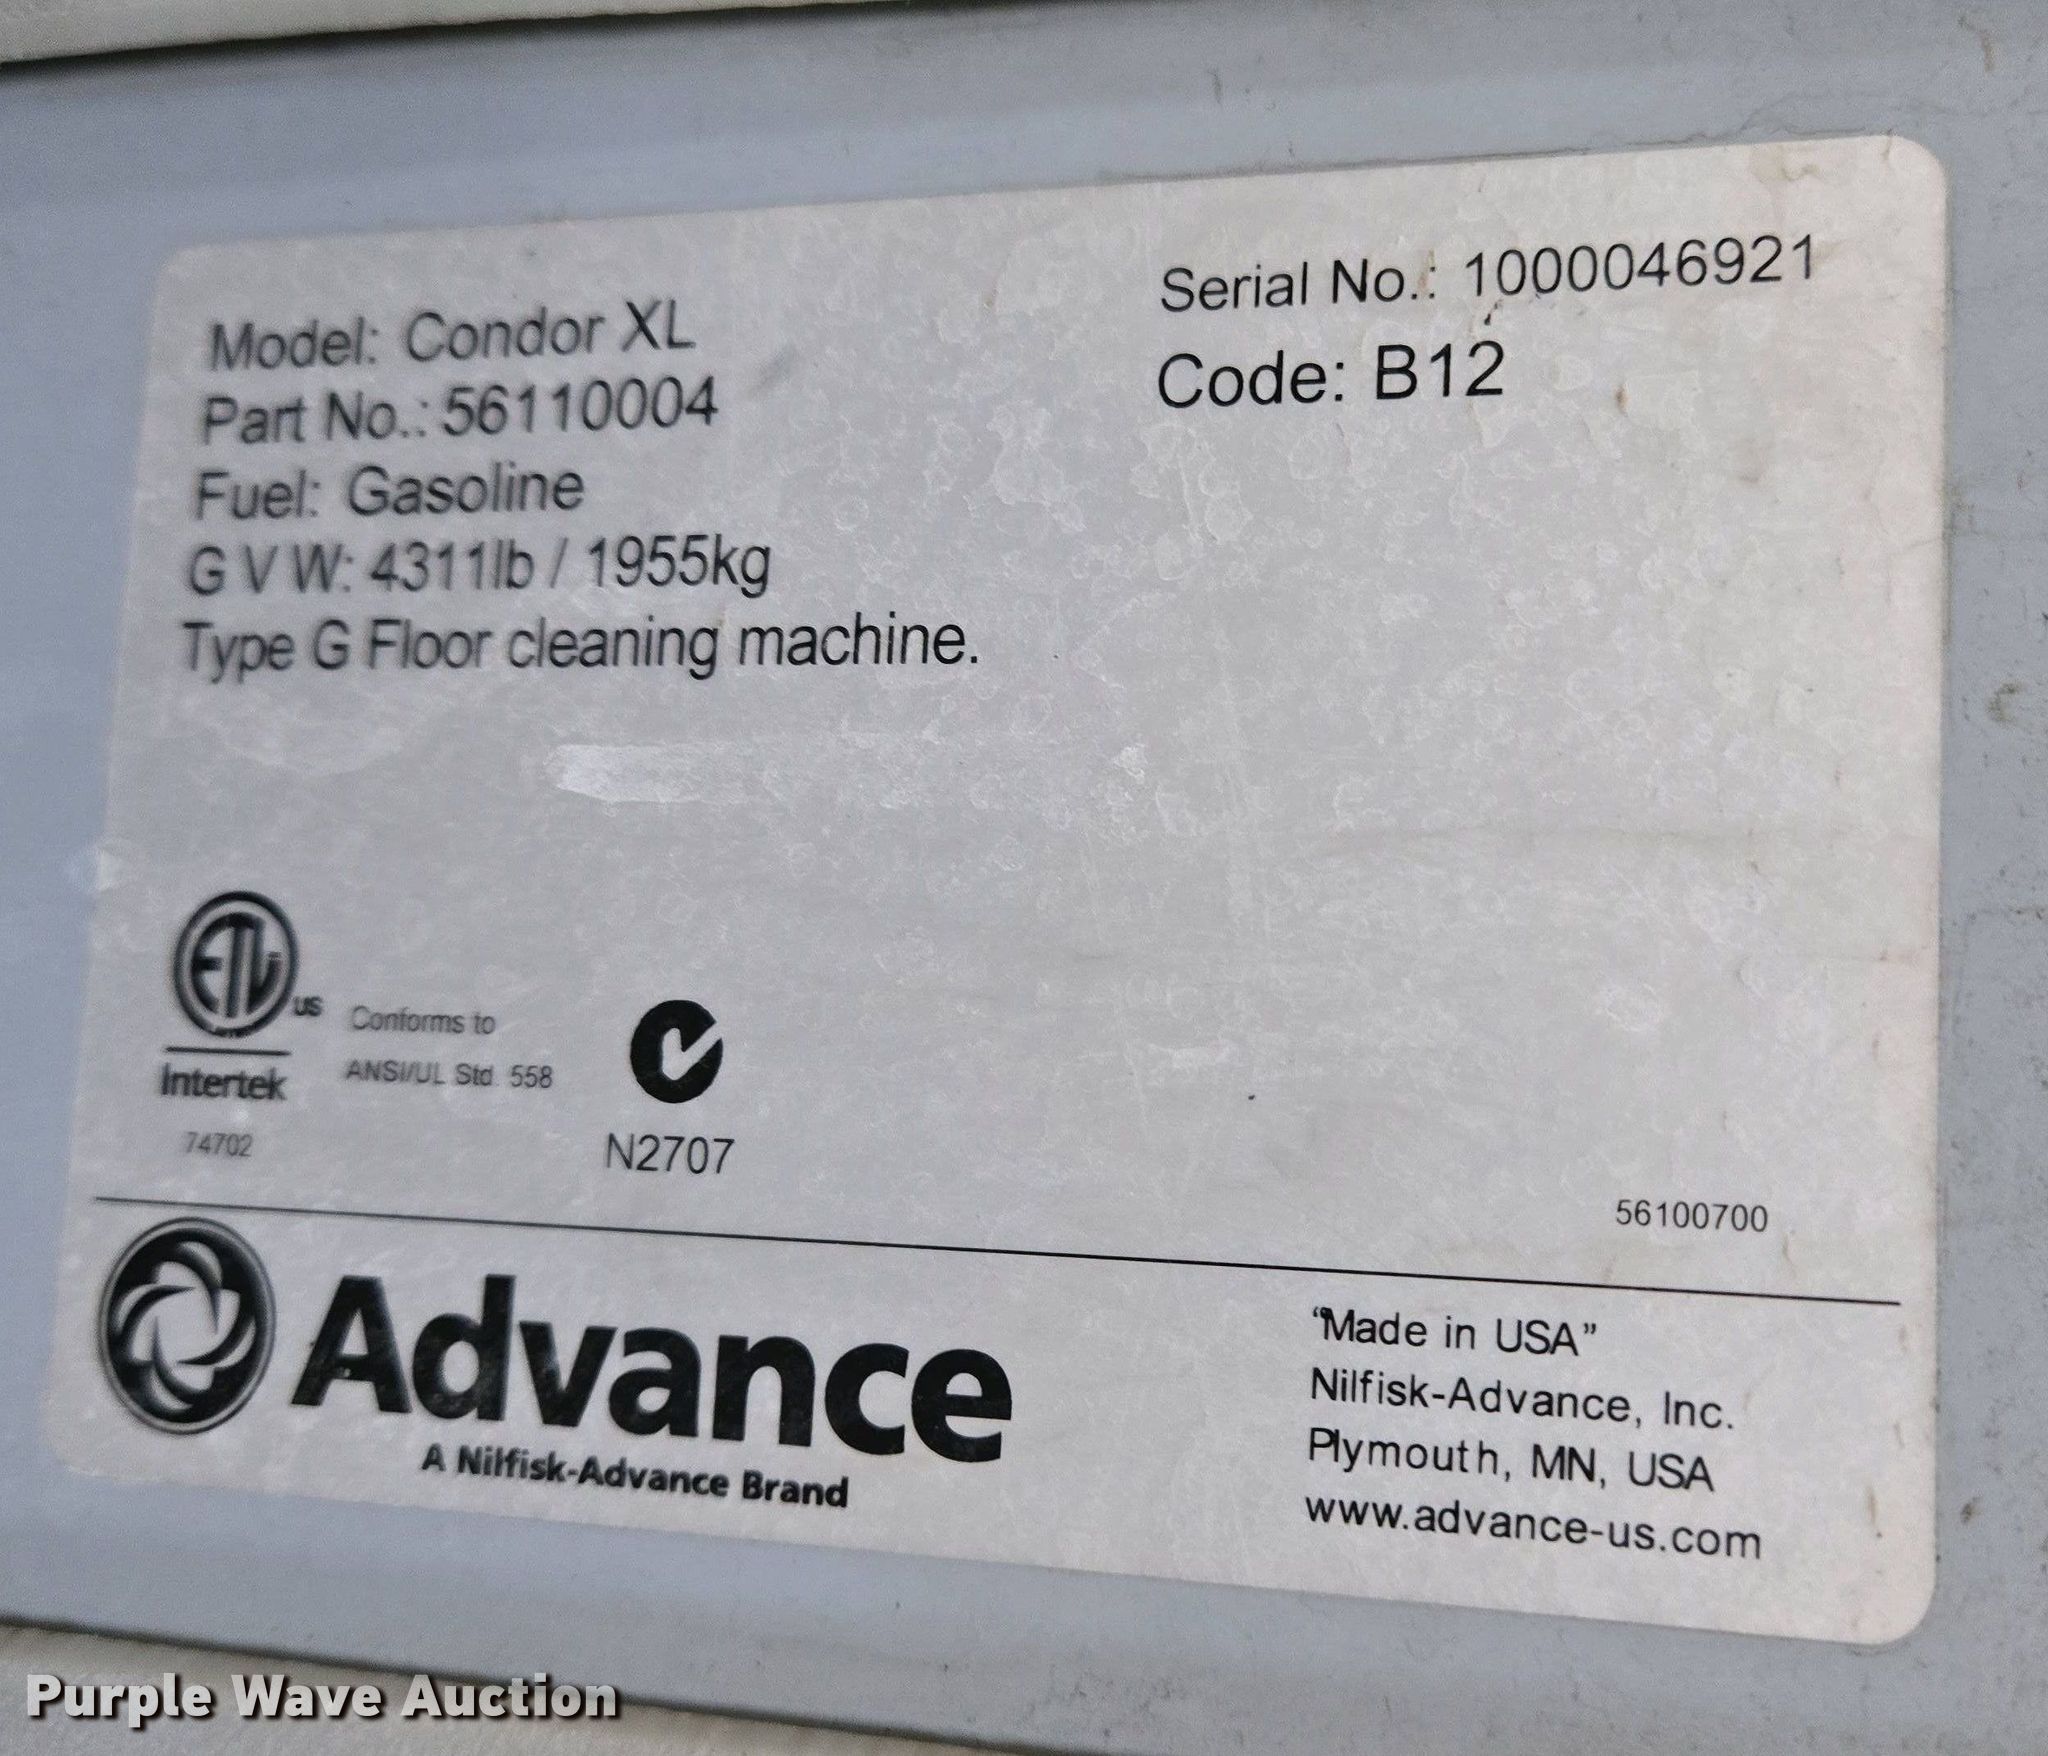 Model: Condor XL
Part No.: 56110004
Fuel: Gasoline
G V W: 4311lb / 1955kg
Type G Floor cleaning machine.
Serial No.: 1000046921
Code: B12
ETL
US
Intertek
74702
Conforms to
ANSI/UL Std 558
N2707
56100700
Advance
A Nilfisk-Advance Brand
"Made in USA"
Nilfisk-Advance, Inc.
Plymouth, MN, USA
www.advance-us.com
Purple Wave Auction